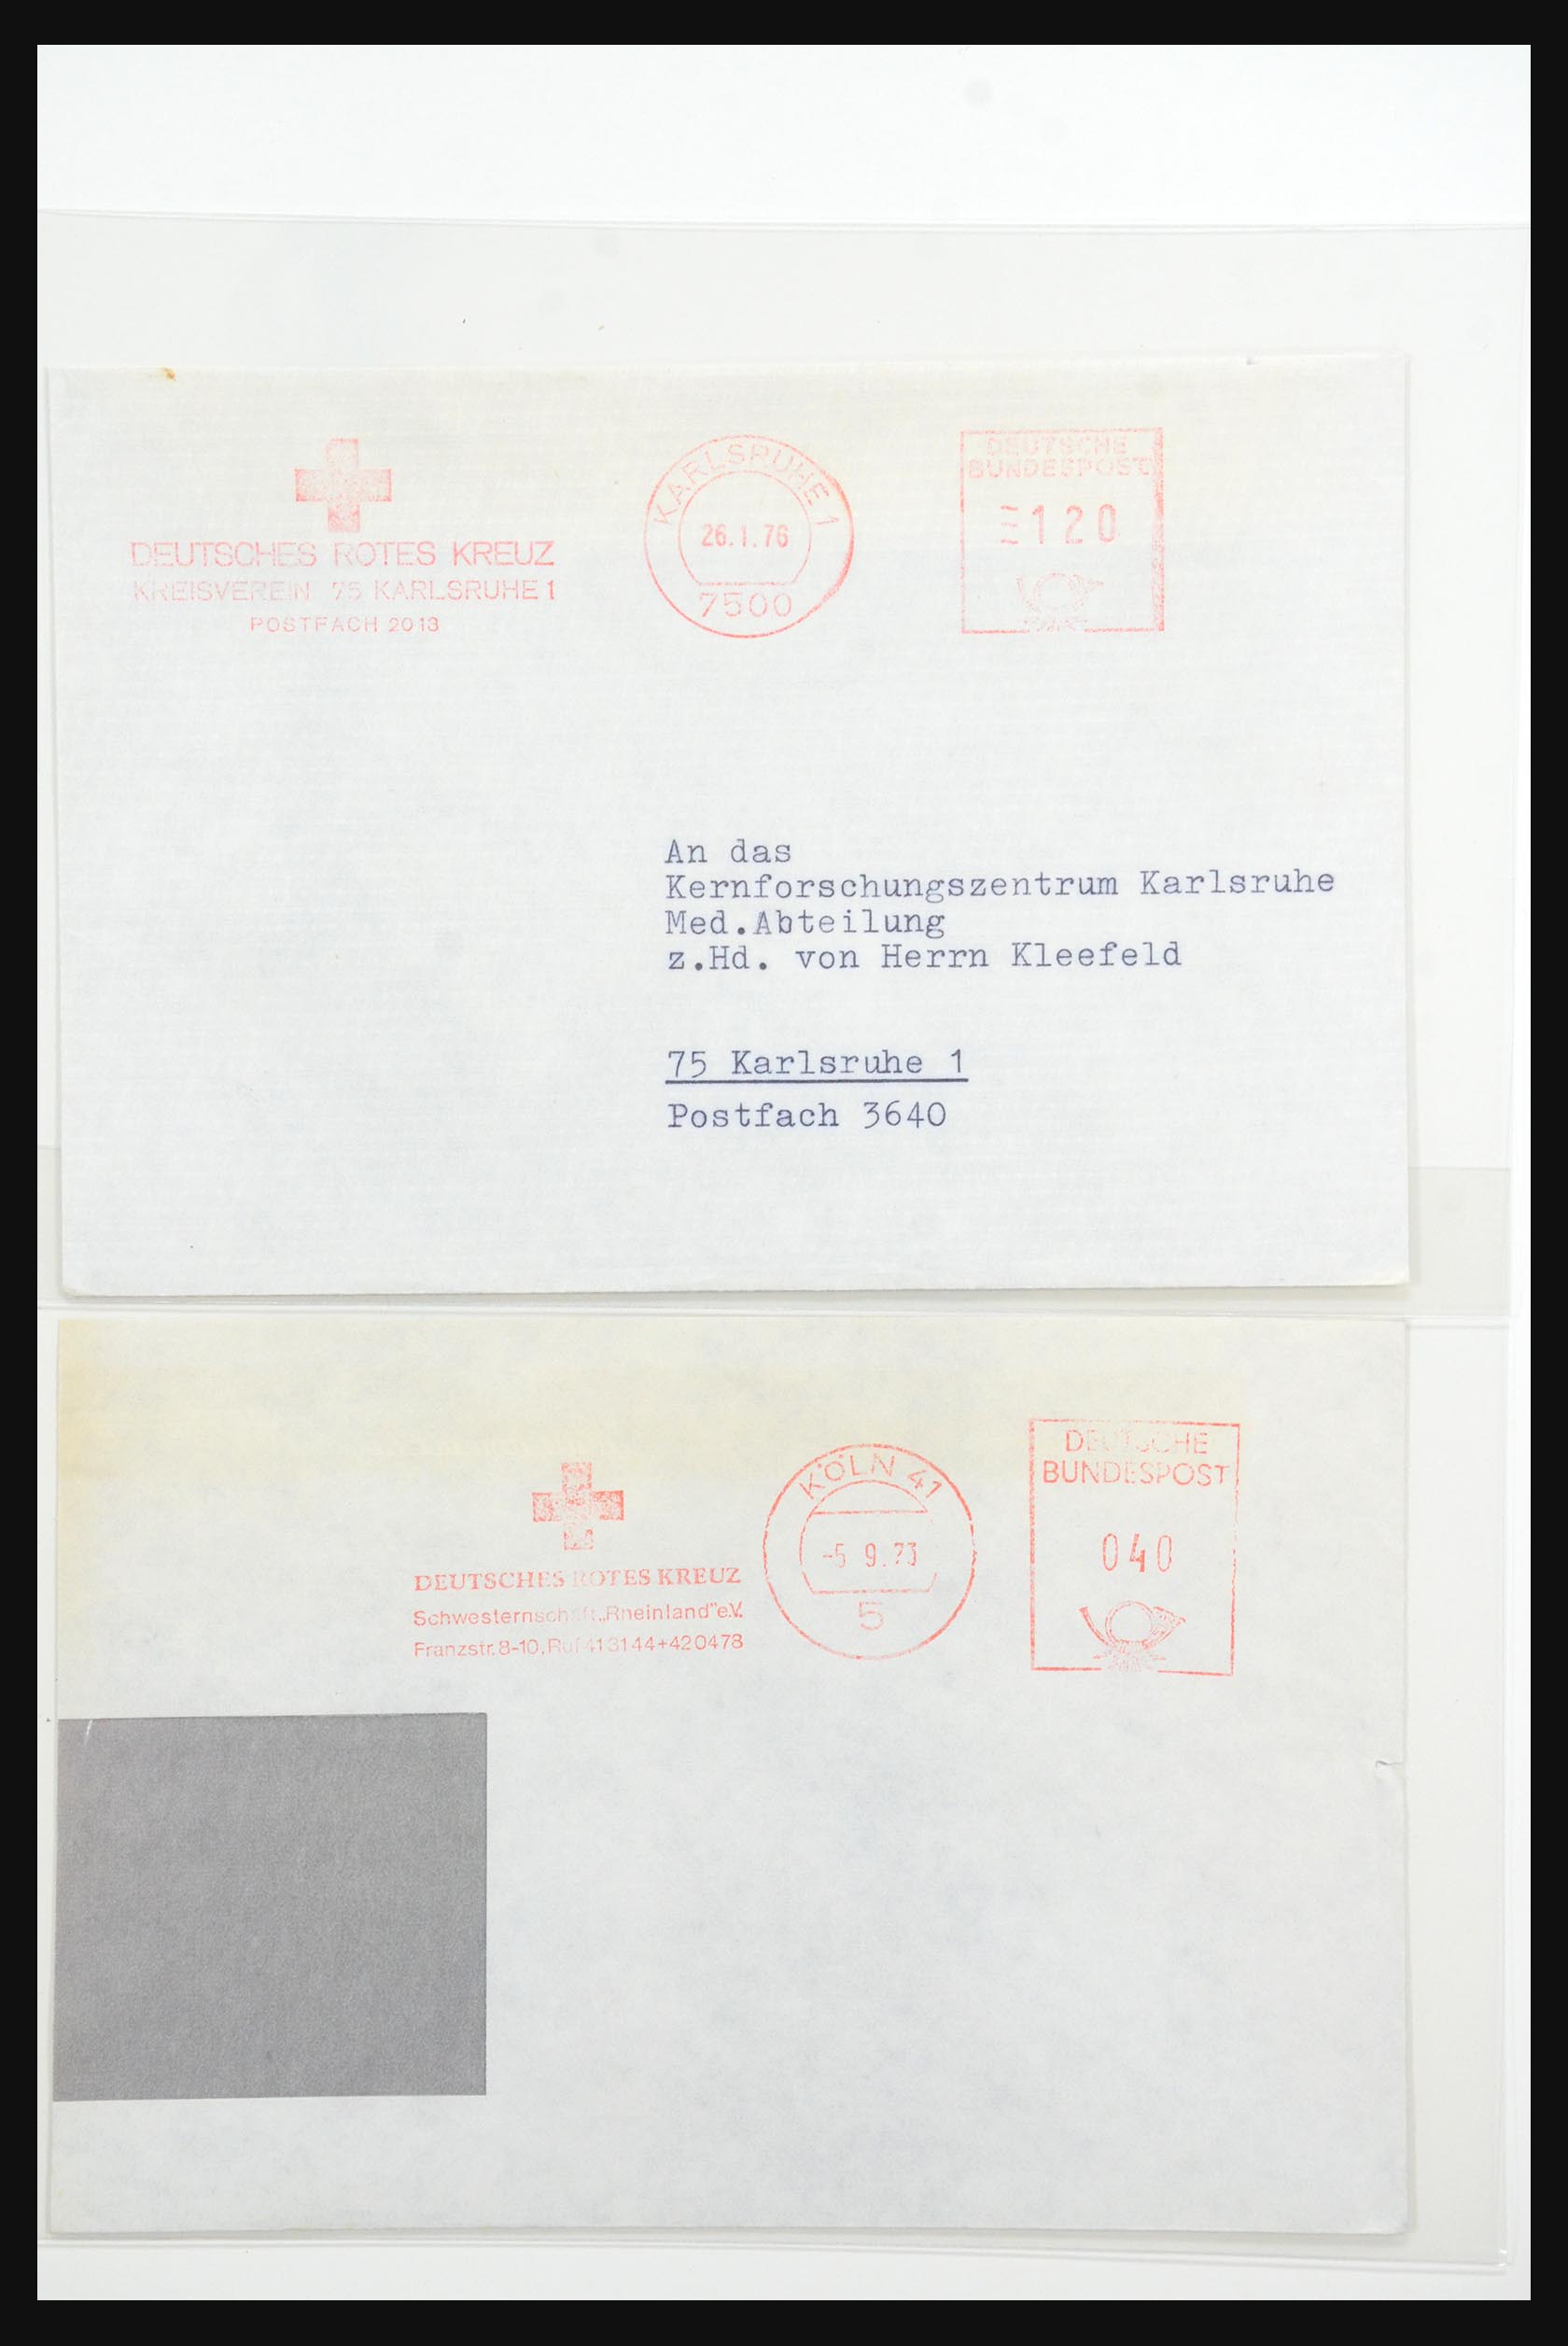 DEUTSCHES ROTES KREUZ
KREISVEREIN 75 KARLSRUHE 1
POSTFACH 2013
KARLSRUHE 1
26.1.76
7500
DEUTSCHE
BUNDESPOST
120
An das
Kernforschungszentrum Karlsruhe
Med.Abteilung
z.Hd. von Herrn Kleefeld
75 Karlsruhe 1
Postfach 3640
DEUTSCHES ROTES KREUZ
Schwesternschaft „Rheinland" e.V.
Franzstr. 8-10, Ruf 413144+420478
KÖLN 41
-5 9.73
5
DEUTSCHE
BUNDESPOST
040